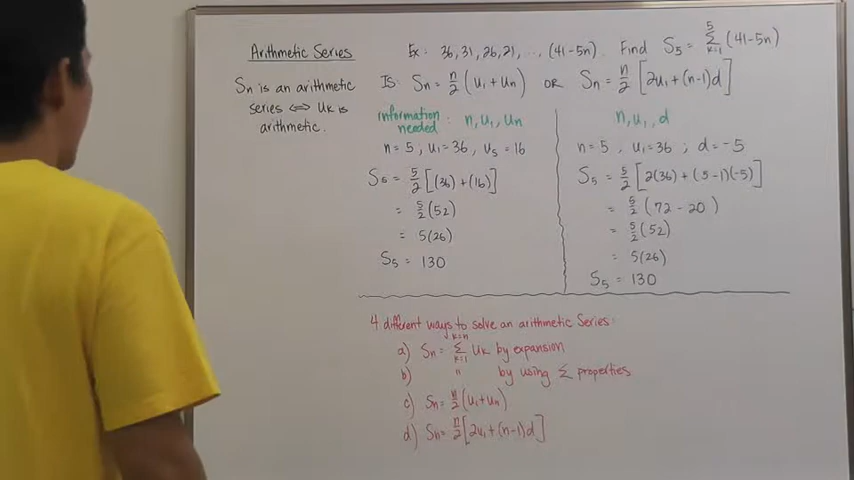 Arithmetic Series
Sn is an arithmetic
series ⇔ Uk is
arithmetic.
Ex: 36, 31, 26, 21, ..., (41-5n). Find S₅ = Σ_{k=1}^{5} (41-5n)
IS: Sn = n/2 (u₁ + un) OR Sn = n/2 [2u₁ + (n-1)d]
information
needed : n, u₁, un
n = 5, u₁ = 36, u₅ = 16
S₅ = 5/2 [(36) + (16)]
= 5/2 (52)
= 5(26)
S₅ = 130
n, u₁, d
n = 5, u₁ = 36; d = -5
S₅ = 5/2 [2(36) + (5-1)(-5)]
= 5/2 (72 - 20)
= 5/2 (52)
= 5(26)
S₅ = 130
4 different ways to solve an arithmetic Series:
a) Sn = Σ_{k=1}^{k=n} Uk by expansion
b) " by using Σ properties
c) Sn = n/2 (u₁ + un)
d) Sn = n/2 [2u₁ + (n-1)d]